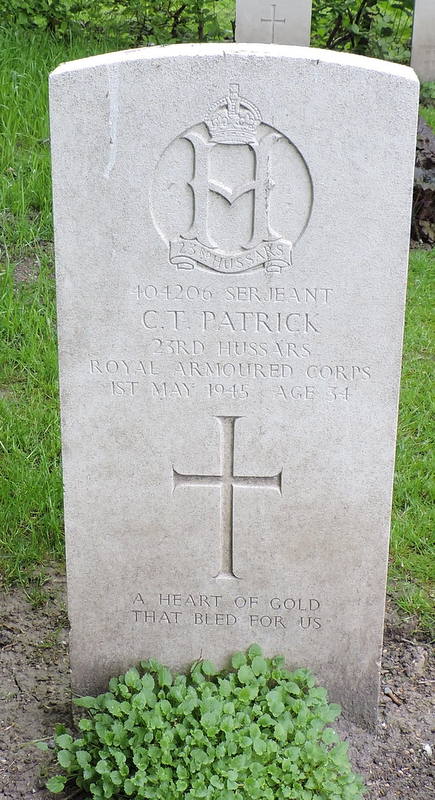 H
23RD HUSSARS
404206 SERJEANT
C.T. PATRICK
23RD HUSSARS
ROYAL ARMOURED CORPS
1ST MAY 1945 AGE 34
A HEART OF GOLD
THAT BLED FOR US